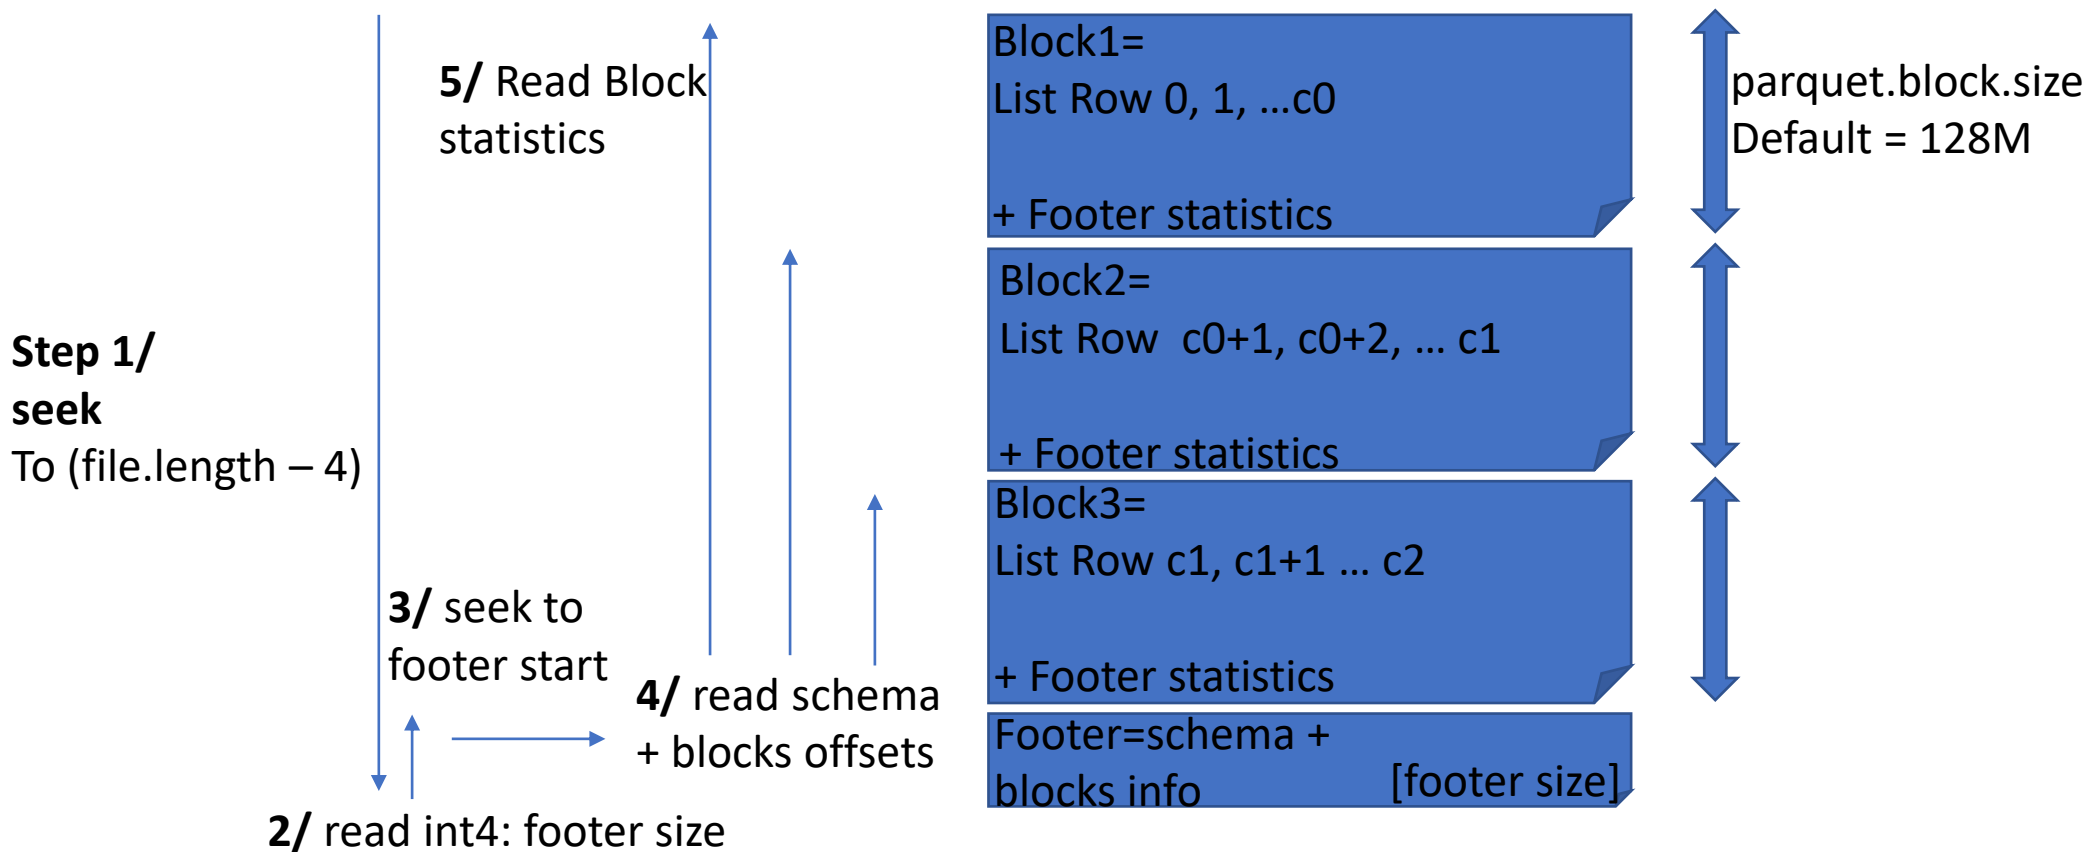 Step 1/
seek
To (file.length – 4)
2/ read int4: footer size
3/ seek to
footer start
4/ read schema
+ blocks offsets
5/ Read Block
statistics
Block1=
List Row 0, 1, …c0
+ Footer statistics
Block2=
List Row  c0+1, c0+2, … c1
+ Footer statistics
Block3=
List Row c1, c1+1 … c2
+ Footer statistics
Footer=schema +
blocks info
[footer size]
parquet.block.size
Default = 128M